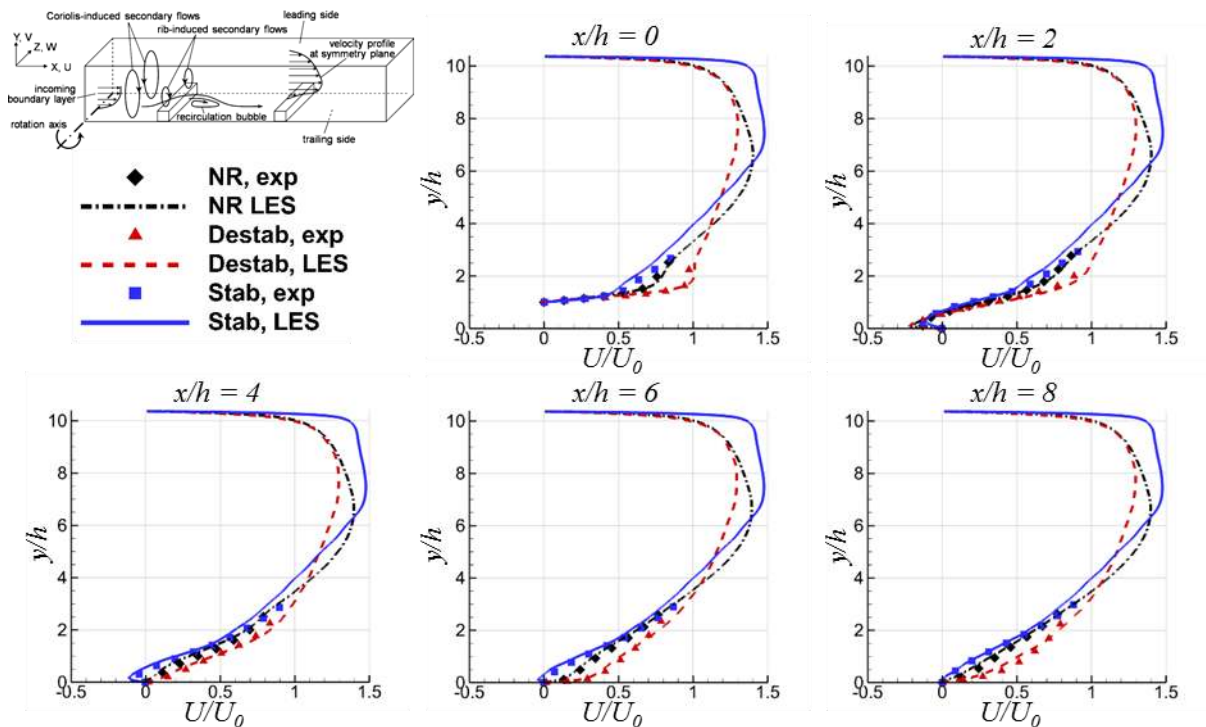 Coriolis-induced secondary flows
leading side
Y, V
Z, W
X, U
rib-induced secondary flows
velocity profile
at symmetry plane
incoming
boundary layer
rotation axis
recirculation bubble
trailing side
NR, exp
NR LES
Destab, exp
Destab, LES
Stab, exp
Stab, LES
x/h = 0
y/h
10
8
6
4
2
0
-0.5 0 0.5 1 1.5
U/U0
x/h = 2
y/h
10
8
6
4
2
0
-0.5 0 0.5 1 1.5
U/U0
x/h = 4
y/h
10
8
6
4
2
0
-0.5 0 0.5 1 1.5
U/U0
x/h = 6
y/h
10
8
6
4
2
0
-0.5 0 0.5 1 1.5
U/U0
x/h = 8
y/h
10
8
6
4
2
0
-0.5 0 0.5 1 1.5
U/U0